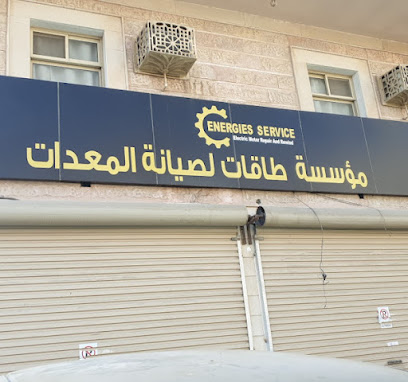 ENERGIES SERVICE
Electric Motor Repair And Rewind
مؤسسة طاقات لصيانة المعدات